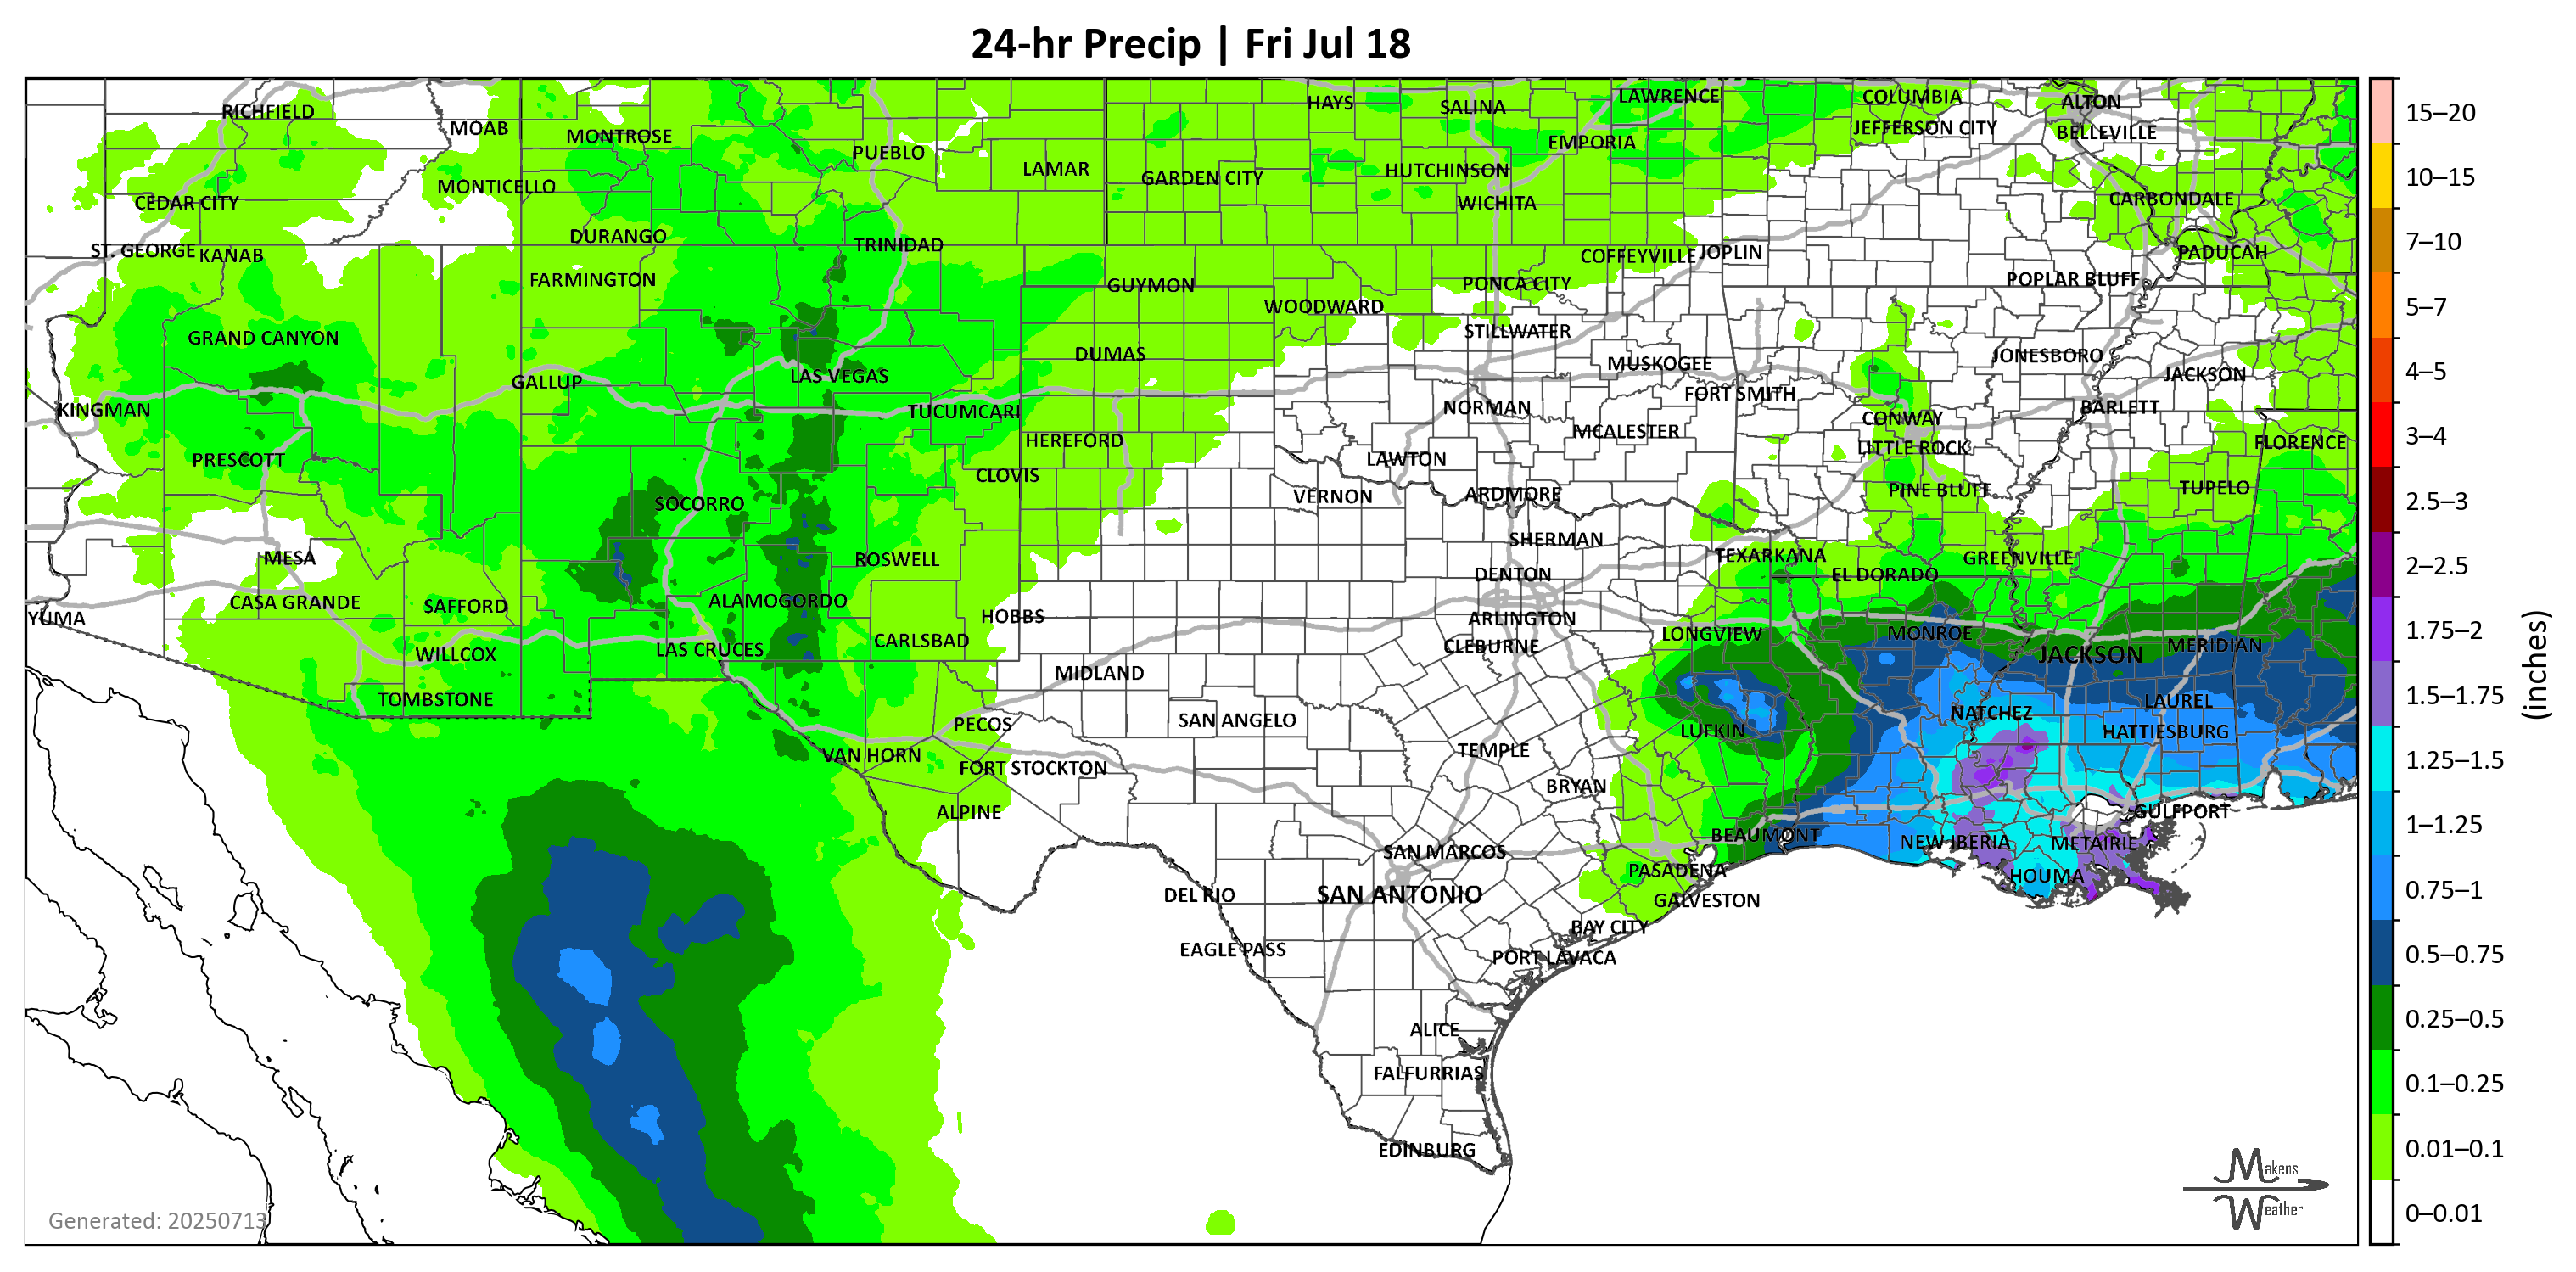 24-hr Precip | Fri Jul 18
RICHFIELD
MOAB
MONTROSE
PUEBLO
LAMAR
HAYS
SALINA
LAWRENCE
COLUMBIA
ALTON
JEFFERSON CITY
BELLEVILLE
EMPORIA
GARDEN CITY
HUTCHINSON
WICHITA
MONTICELLO
CEDAR CITY
CARBONDALE
ST. GEORGE
KANAB
DURANGO
TRINIDAD
COFFEYVILLE
JOPLIN
PADUCAH
FARMINGTON
GUYMON
PONCA CITY
POPLAR BLUFF
WOODWARD
GRAND CANYON
DUMAS
STILLWATER
MUSKOGEE
JONESBORO
JACKSON
GALLUP
LAS VEGAS
FORT SMITH
KINGMAN
TUCUMCARI
NORMAN
CONWAY
BARLETT
PRESCOTT
HEREFORD
MCALESTER
LITTLE ROCK
FLORENCE
CLOVIS
LAWTON
SOCORRO
VERNON
ARDMORE
PINE BLUFF
TUPELO
MESA
ROSWELL
SHERMAN
TEXARKANA
GREENVILLE
DENTON
EL DORADO
YUMA
CASA GRANDE
SAFFORD
ALAMOGORDO
HOBBS
ARLINGTON
CLEBURNE
LONGVIEW
MONROE
JACKSON
MERIDIAN
WILLCOX
LAS CRUCES
CARLSBAD
MIDLAND
TOMBSTONE
PECOS
SAN ANGELO
LUFKIN
NATCHEZ
LAUREL
HATTIESBURG
VAN HORN
FORT STOCKTON
TEMPLE
BRYAN
ALPINE
BEAUMONT
GULFPORT
SAN MARCOS
NEW IBERIA
METAIRIE
PASADENA
HOUMA
DEL RIO
SAN ANTONIO
GALVESTON
BAY CITY
EAGLE PASS
PORT LAVACA
ALICE
FALFURRIAS
EDINBURG
15–20
10–15
7–10
5–7
4–5
3–4
2.5–3
2–2.5
1.75–2
1.5–1.75
1.25–1.5
1–1.25
0.75–1
0.5–0.75
0.25–0.5
0.1–0.25
0.01–0.1
0–0.01
(inches)
Generated: 20250713
Makens
Weather